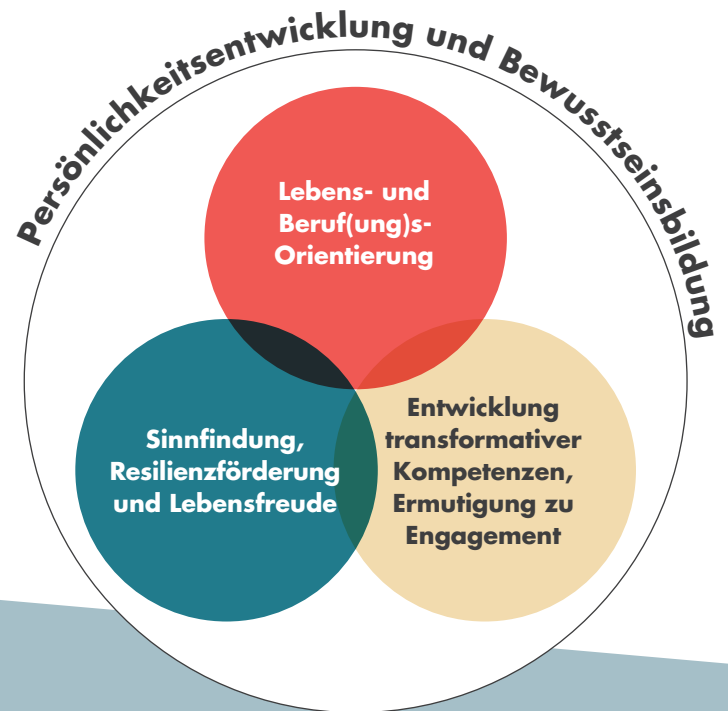 Persönlichkeitsentwicklung und Bewusstseinsbildung
Lebens- und
Beruf(ung)s-
Orientierung
Sinnfindung,
Resilienzförderung
und Lebensfreude
Entwicklung
transformativer
Kompetenzen,
Ermutigung zu
Engagement